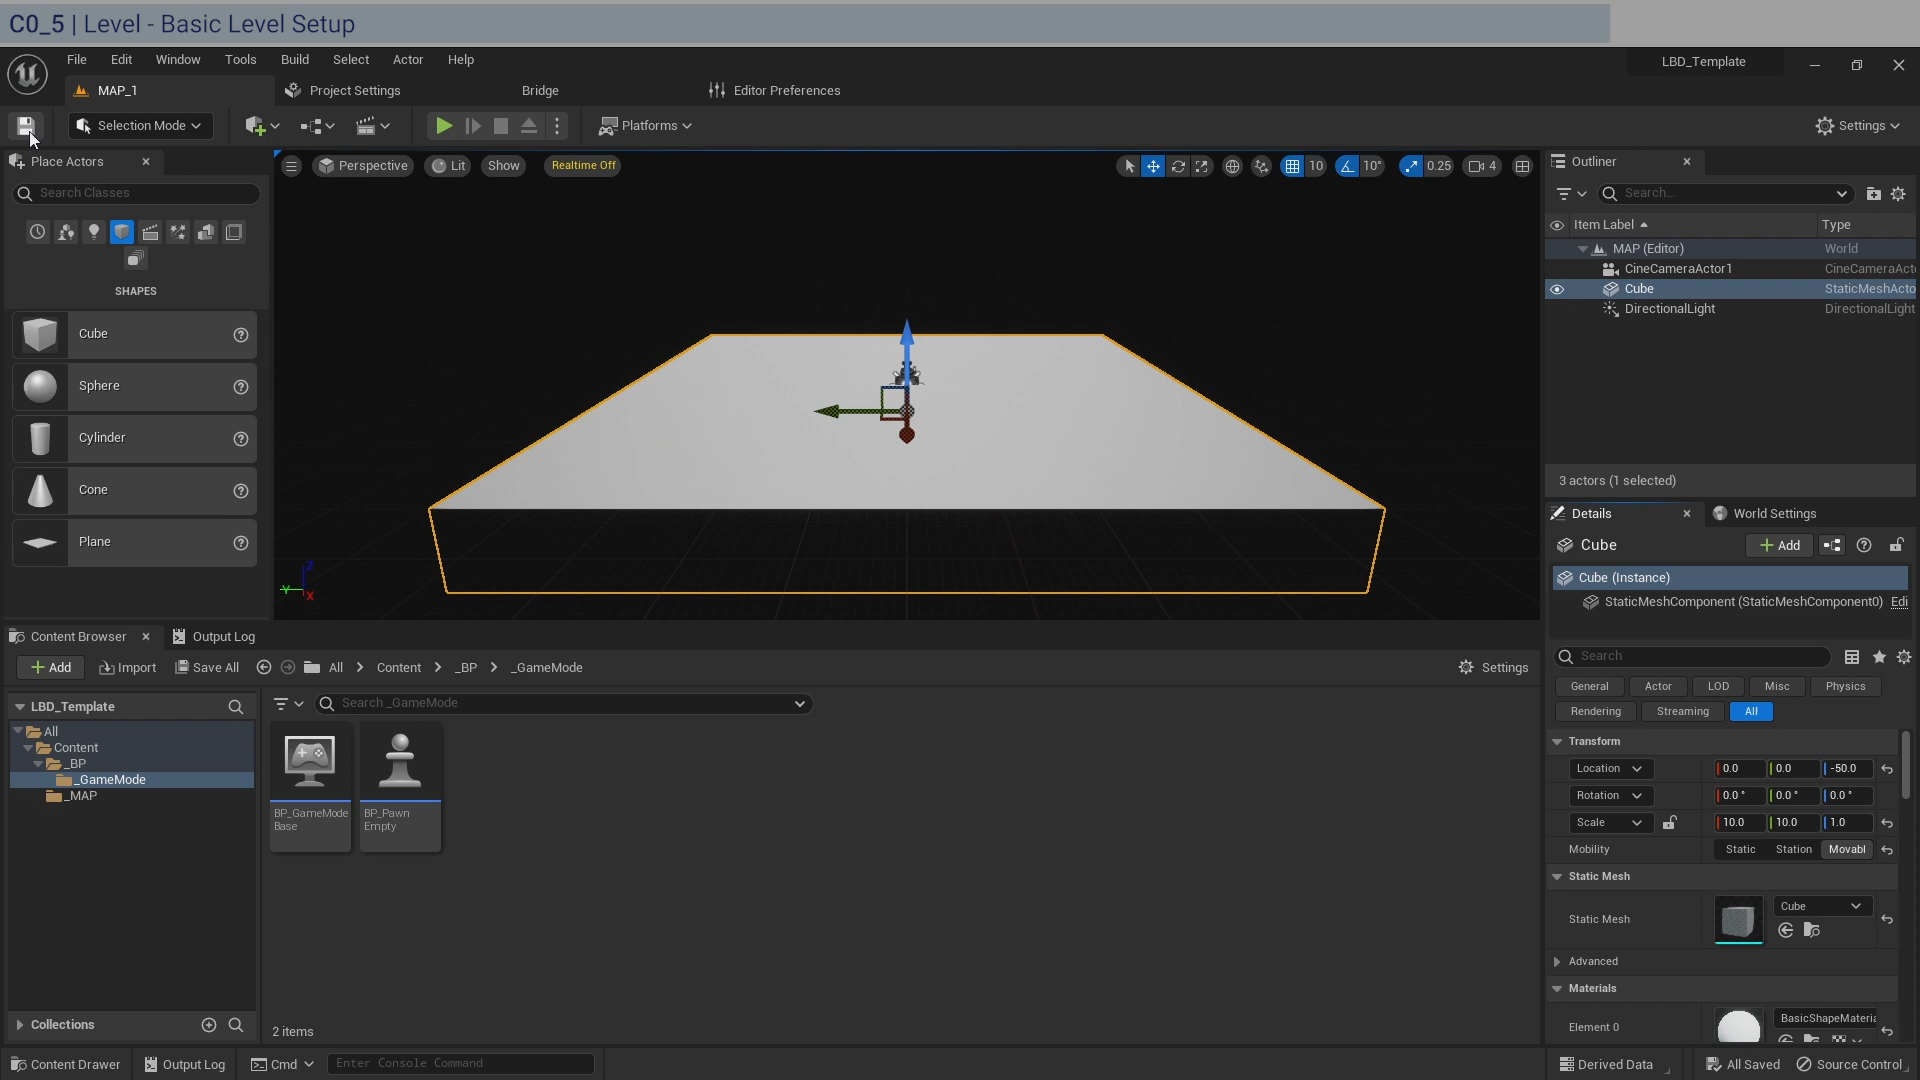 C0_5 | Level - Basic Level Setup
File Edit Window Tools Build Select Actor Help
LBD_Template
MAP_1 Project Settings Bridge Editor Preferences
Selection Mode Platforms Settings
Place Actors
Perspective Lit Show Realtime Off 10 10° 0.25 4
Outliner
Search Classes
Search...
Item Label Type
MAP (Editor) World
CineCameraActor1 CineCameraActo
Cube StaticMeshActo
DirectionalLight DirectionalLight
SHAPES
Cube
Sphere
Cylinder
Cone
Plane
Z
Y
X
3 actors (1 selected)
Details World Settings
Cube Add
Cube (Instance)
StaticMeshComponent (StaticMeshComponent0) Edi
Search
General Actor LOD Misc Physics
Rendering Streaming All
Transform
Location 0.0 0.0 -50.0
Rotation 0.0 ° 0.0 ° 0.0 °
Scale 10.0 10.0 1.0
Mobility Static Station Movabl
Static Mesh
Static Mesh Cube
Advanced
Materials
Element 0 BasicShapeMateria
Content Browser Output Log
Add Import Save All All Content _BP _GameMode Settings
LBD_Template
Search _GameMode
All
Content
_BP
_GameMode
_MAP
BP_GameMode
Base
BP_Pawn
Empty
Collections
2 items
Content Drawer Output Log Cmd Enter Console Command Derived Data All Saved Source Control